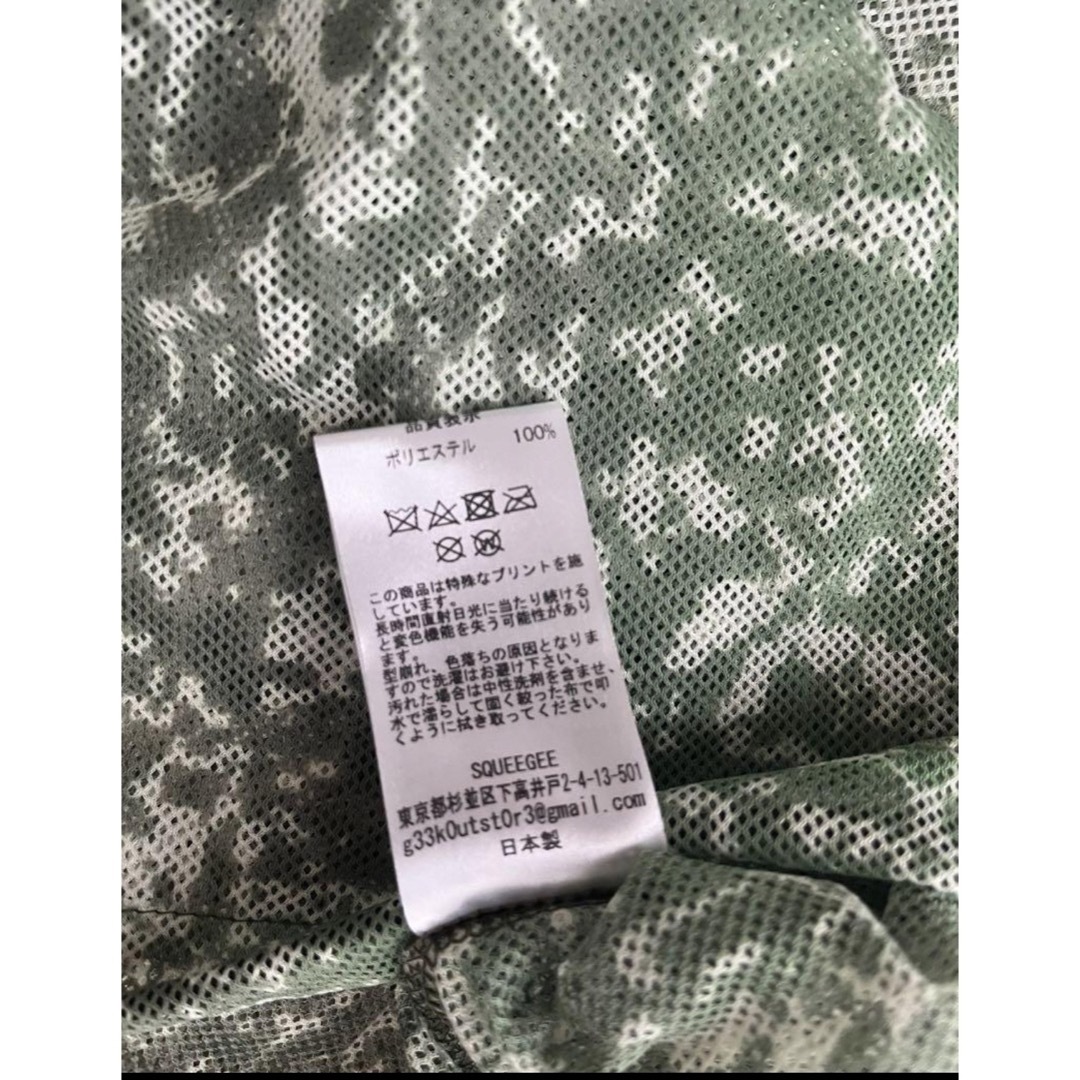 品質表示
ポリエステル 100%
この商品は特殊なプリントを施
しています。
長時間直射日光に当たり続ける
と変色機能を失う可能性があり
ます。
型崩れ、色落ちの原因となりま
すので洗濯はお避け下さい。
汚れた場合は中性洗剤を含ませ、
水で濡らして固く絞った布で叩
くように拭き取ってください。
SQUEEGEE
東京都杉並区下高井戸2-4-13-501
g33k0utst0r3@gmail.com
日本製